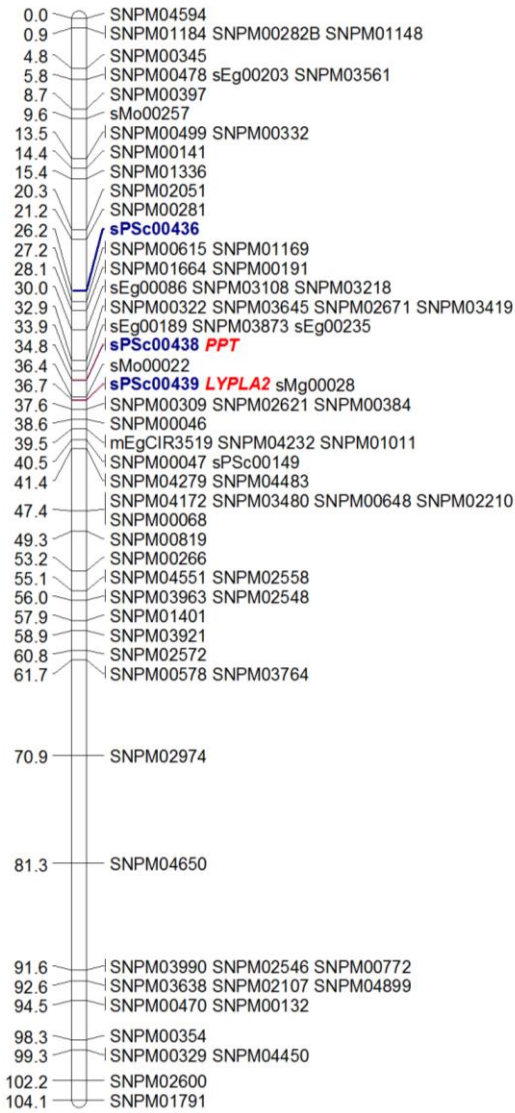 0.0 SNPM04594
0.9 SNPM01184 SNPM00282B SNPM01148
4.8 SNPM00345
5.8 SNPM00478 sEg00203 SNPM03561
8.7 SNPM00397
9.6 sMo00257
13.5 SNPM00499 SNPM00332
14.4 SNPM00141
15.4 SNPM01336
20.3 SNPM02051
21.2 SNPM00281
26.2 sPSc00436
27.2 SNPM00615 SNPM01169
28.1 SNPM01664 SNPM00191
30.0 sEg00086 SNPM03108 SNPM03218
32.9 SNPM00322 SNPM03645 SNPM02671 SNPM03419
33.9 sEg00189 SNPM03873 sEg00235
34.8 sPSc00438 PPT
36.4 sMo00022
36.7 sPSc00439 LYPLA2 sMg00028
37.6 SNPM00309 SNPM02621 SNPM00384
38.6 SNPM00046
39.5 mEgCIR3519 SNPM04232 SNPM01011
40.5 SNPM00047 sPSc00149
41.4 SNPM04279 SNPM04483
47.4 SNPM04172 SNPM03480 SNPM00648 SNPM02210
SNPM00068
49.3 SNPM00819
53.2 SNPM00266
55.1 SNPM04551 SNPM02558
56.0 SNPM03963 SNPM02548
57.9 SNPM01401
58.9 SNPM03921
60.8 SNPM02572
61.7 SNPM00578 SNPM03764
70.9 SNPM02974
81.3 SNPM04650
91.6 SNPM03990 SNPM02546 SNPM00772
92.6 SNPM03638 SNPM02107 SNPM04899
94.5 SNPM00470 SNPM00132
98.3 SNPM00354
99.3 SNPM00329 SNPM04450
102.2 SNPM02600
104.1 SNPM01791